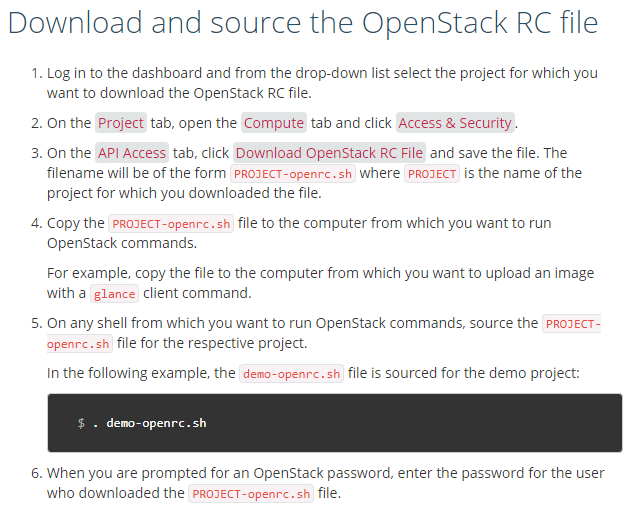 Download and source the OpenStack RC file
1. Log in to the dashboard and from the drop-down list select the project for which you
want to download the OpenStack RC file.
2. On the Project tab, open the Compute tab and click Access & Security.
3. On the API Access tab, click Download OpenStack RC File and save the file. The
filename will be of the form PROJECT-openrc.sh where PROJECT is the name of the
project for which you downloaded the file.
4. Copy the PROJECT-openrc.sh file to the computer from which you want to run
OpenStack commands.
For example, copy the file to the computer from which you want to upload an image
with a glance client command.
5. On any shell from which you want to run OpenStack commands, source the PROJECT-
openrc.sh file for the respective project.
In the following example, the demo-openrc.sh file is sourced for the demo project:
$ . demo-openrc.sh
6. When you are prompted for an OpenStack password, enter the password for the user
who downloaded the PROJECT-openrc.sh file.